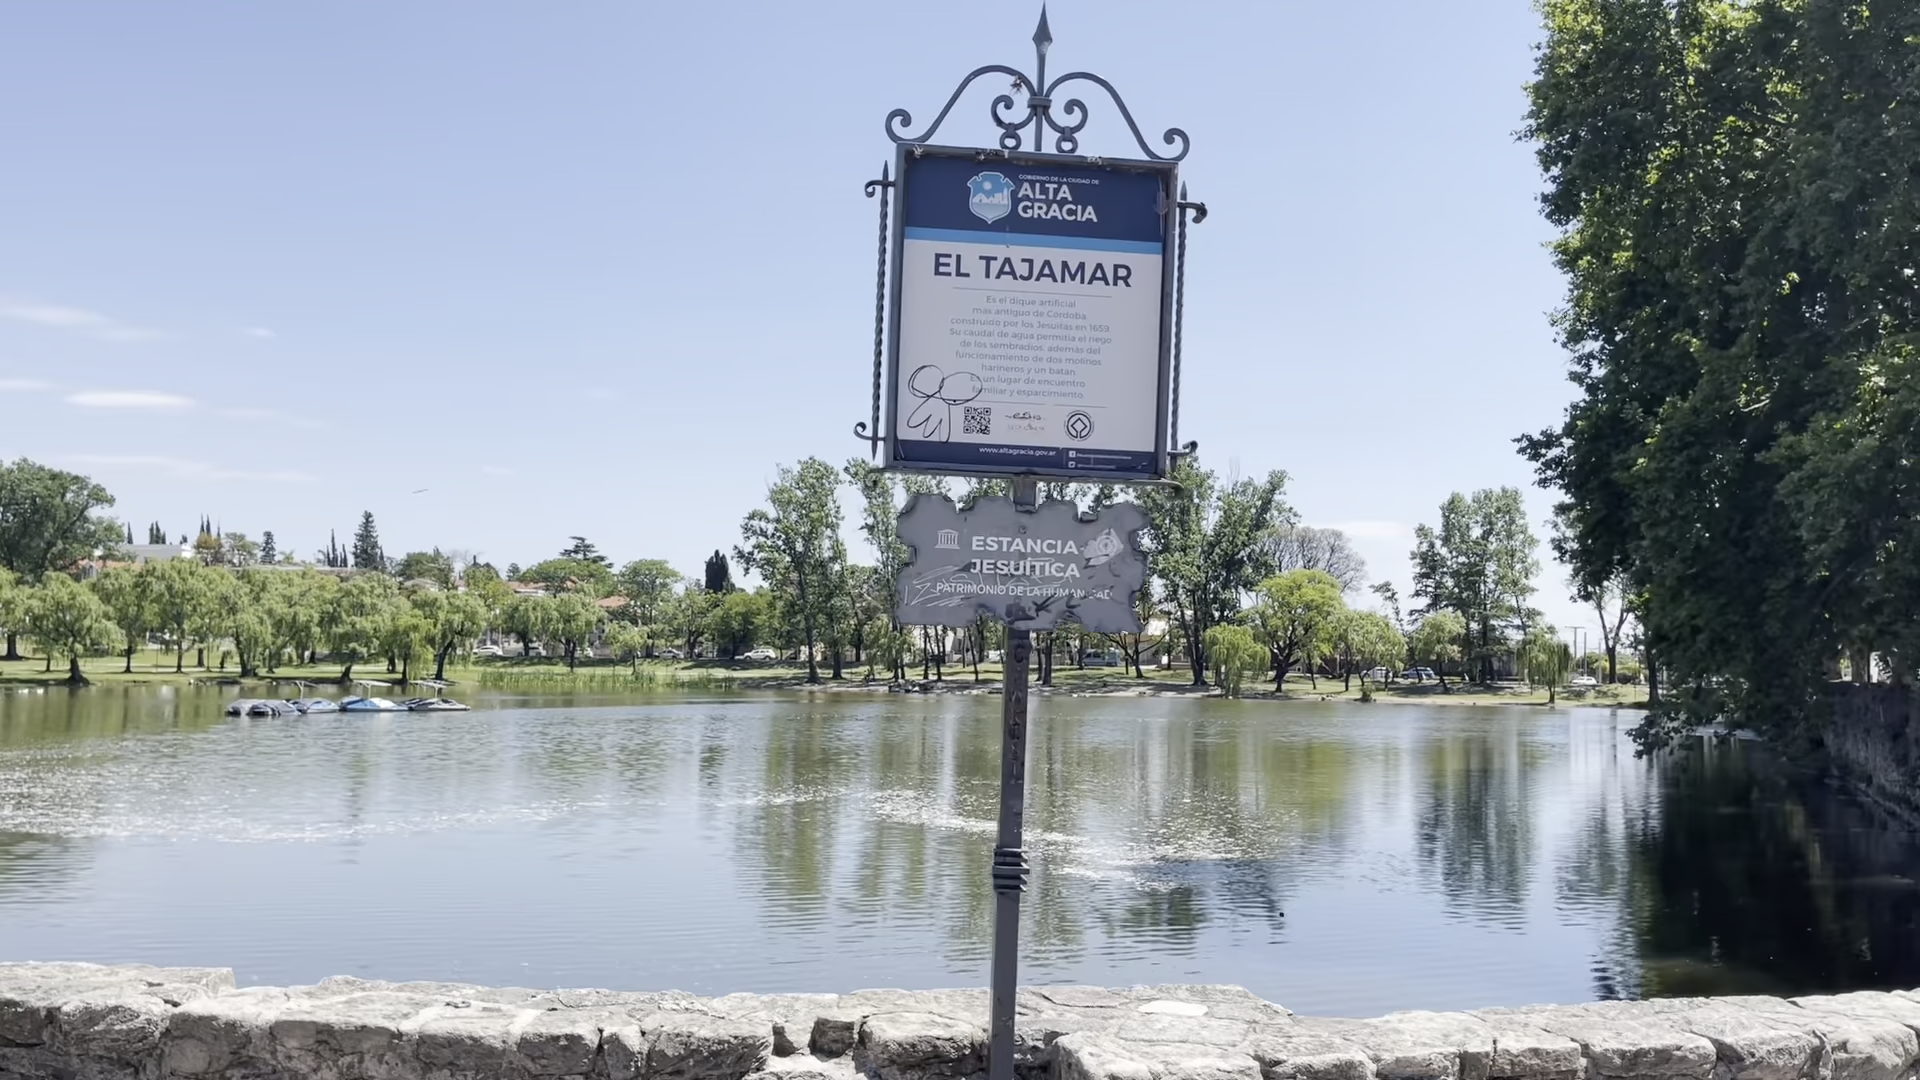 GOBIERNO DE LA CIUDAD DE
ALTA
GRACIA
EL TAJAMAR
Es el dique artificial
más antiguo de Córdoba,
construido por los Jesuitas en 1659.
Su caudal de agua permitía el riego
de los sembradíos, además del
funcionamiento de dos molinos
harineros y un batán.
Es un lugar de encuentro
familiar y esparcimiento.
www.altagracia.gov.ar
ESTANCIA
JESUÍTICA
PATRIMONIO DE LA HUMANIDAD